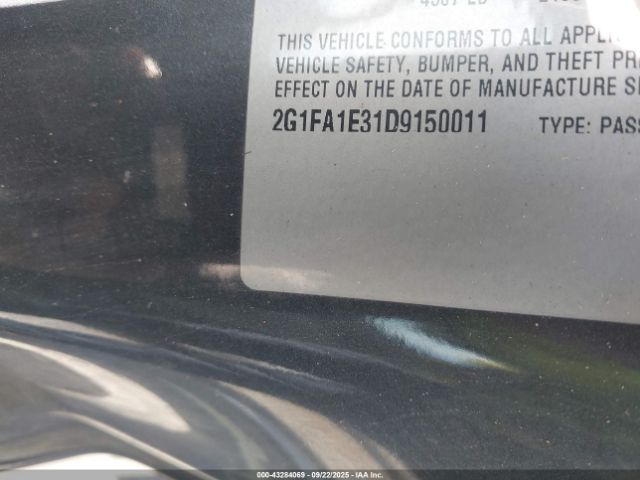 THIS VEHICLE CONFORMS TO ALL
VEHICLE SAFETY, BUMPER, AND THEFT
EFFECT ON THE DATE OF MANUFACTURE
2G1FA1E31D9150011 TYPE:
000-43284069 @ 09/22/2025 @ IAA Inc.